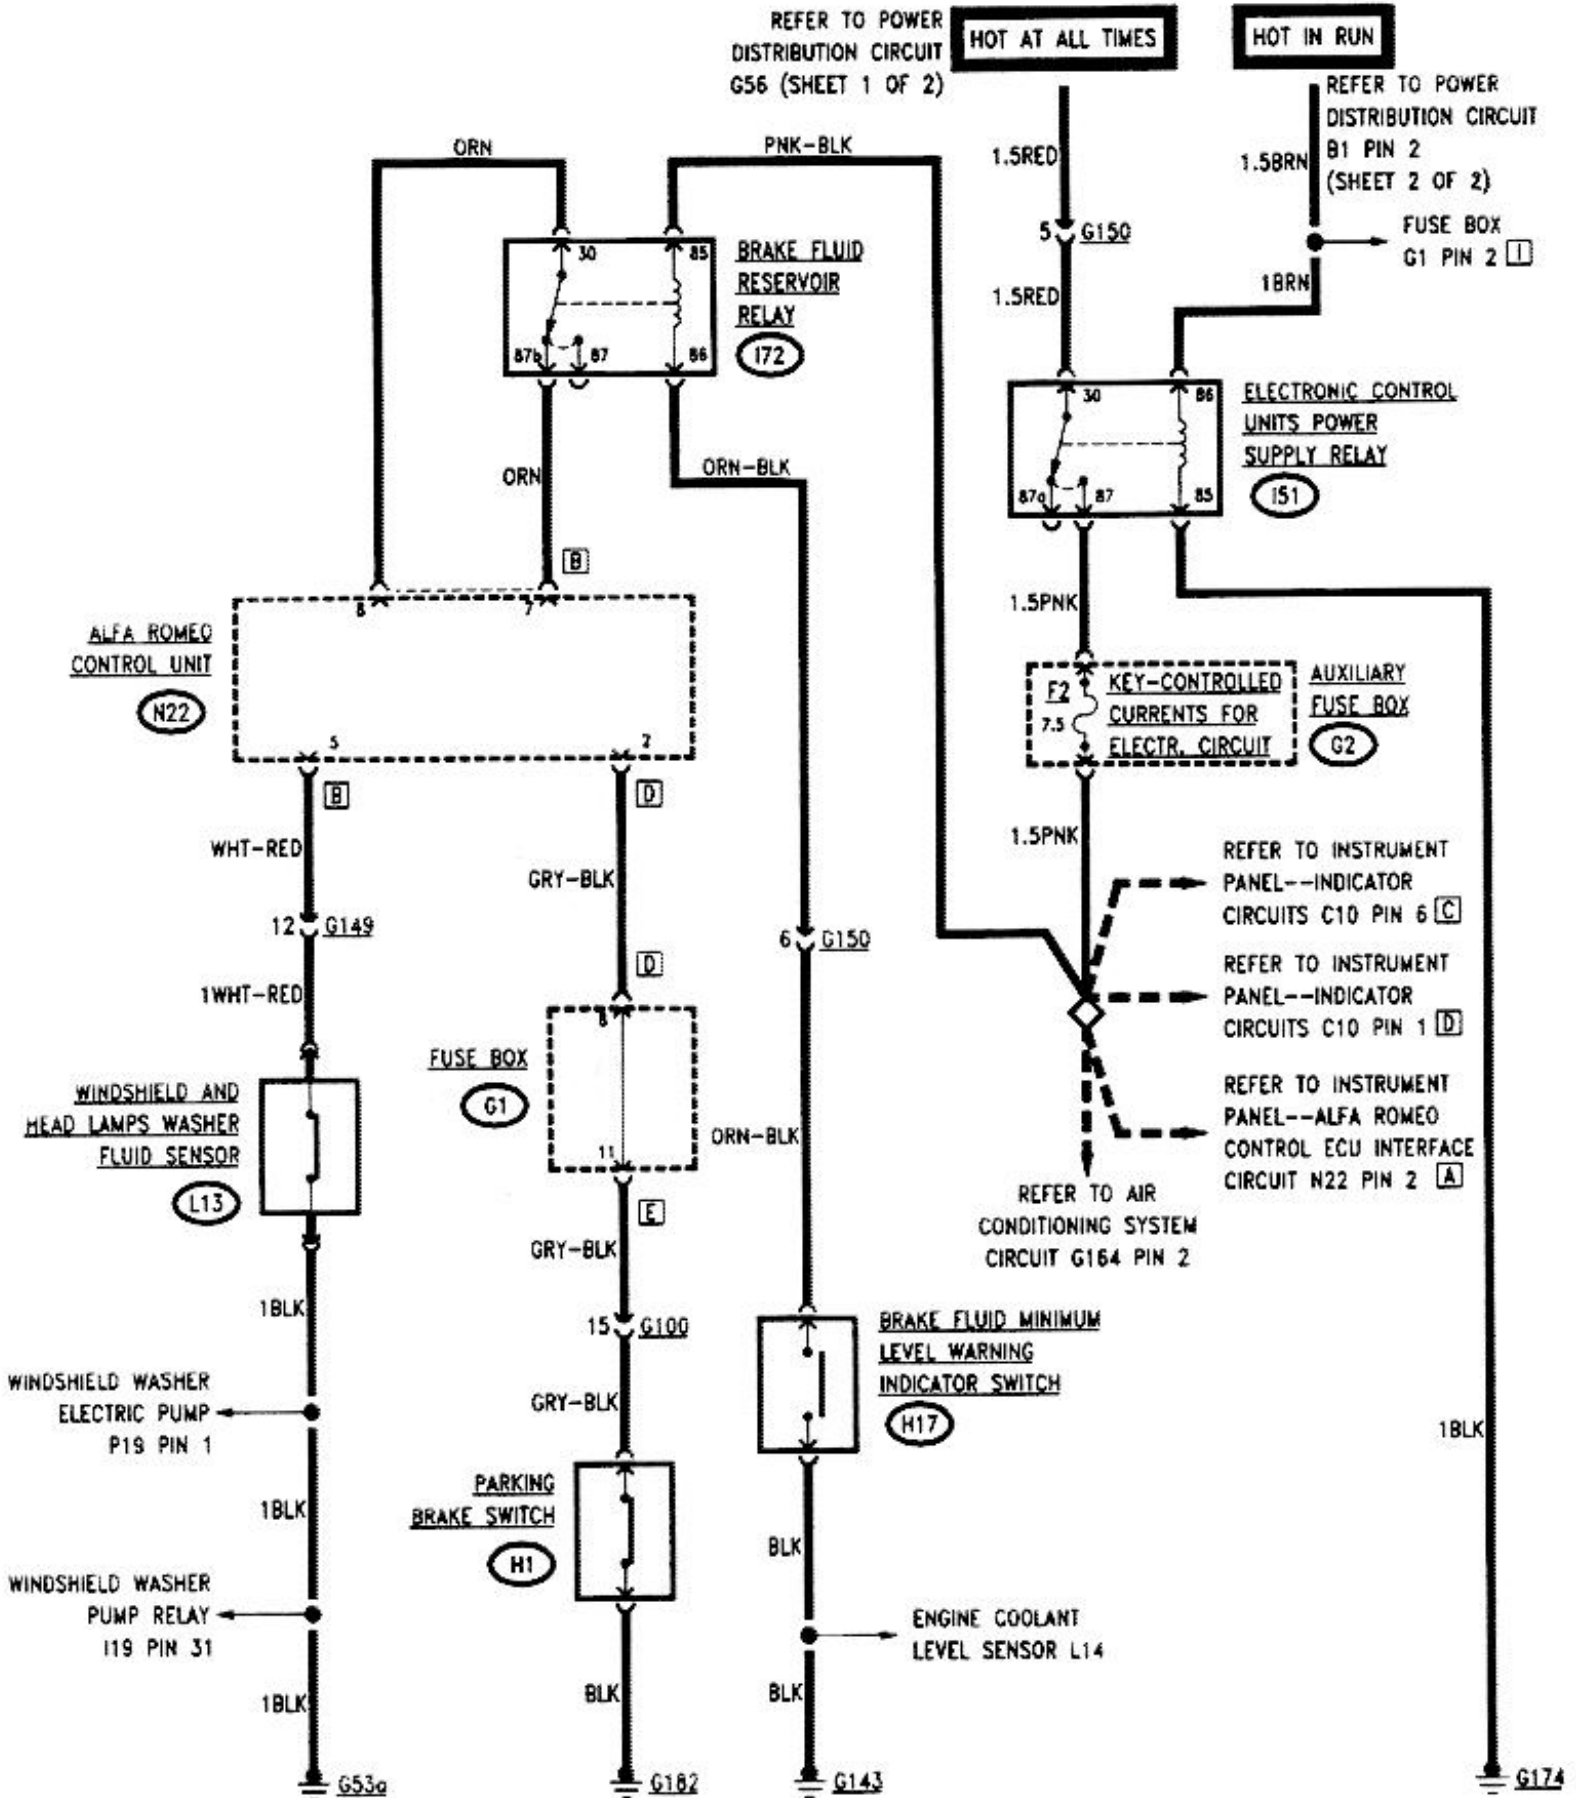 REFER TO POWER
DISTRIBUTION CIRCUIT
G56 (SHEET 1 OF 2)
HOT AT ALL TIMES
HOT IN RUN
REFER TO POWER
DISTRIBUTION CIRCUIT
B1 PIN 2
(SHEET 2 OF 2)
1.5RED
1.5BRN
ORN
PNK-BLK
5 G150
FUSE BOX
G1 PIN 2 I
1.5RED
1BRN
30
85
87b
87
86
BRAKE FLUID
RESERVOIR
RELAY
I72
30
86
87a
87
85
ELECTRONIC CONTROL
UNITS POWER
SUPPLY RELAY
I51
ORN
ORN-BLK
B
8
7
1.5PNK
ALFA ROMEO
CONTROL UNIT
N22
5
2
F2
7.5
KEY-CONTROLLED
CURRENTS FOR
ELECTR. CIRCUIT
AUXILIARY
FUSE BOX
G2
B
D
WHT-RED
GRY-BLK
1.5PNK
12 G149
6 G150
REFER TO INSTRUMENT
PANEL--INDICATOR
CIRCUITS C10 PIN 6 C
D
1WHT-RED
REFER TO INSTRUMENT
PANEL--INDICATOR
CIRCUITS C10 PIN 1 D
FUSE BOX
G1
11
WINDSHIELD AND
HEAD LAMPS WASHER
FLUID SENSOR
L13
ORN-BLK
REFER TO INSTRUMENT
PANEL--ALFA ROMEO
CONTROL ECU INTERFACE
CIRCUIT N22 PIN 2 A
REFER TO AIR
CONDITIONING SYSTEM
CIRCUIT G164 PIN 2
E
GRY-BLK
1BLK
15 G100
BRAKE FLUID MINIMUM
LEVEL WARNING
INDICATOR SWITCH
H17
WINDSHIELD WASHER
ELECTRIC PUMP
P19 PIN 1
GRY-BLK
1BLK
PARKING
BRAKE SWITCH
H1
1BLK
BLK
WINDSHIELD WASHER
PUMP RELAY
I19 PIN 31
ENGINE COOLANT
LEVEL SENSOR L14
1BLK
BLK
BLK
G53a
G182
G143
G174